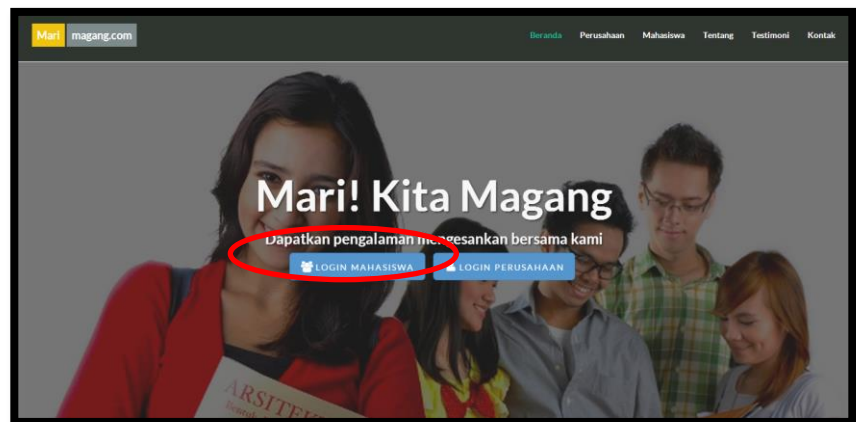 Mari magang.com
Beranda Perusahaan Mahasiswa Tentang Testimoni Kontak
Mari! Kita Magang
Dapatkan pengalaman mengesankan bersama kami
LOGIN MAHASISWA LOGIN PERUSAHAAN
ARSITEK